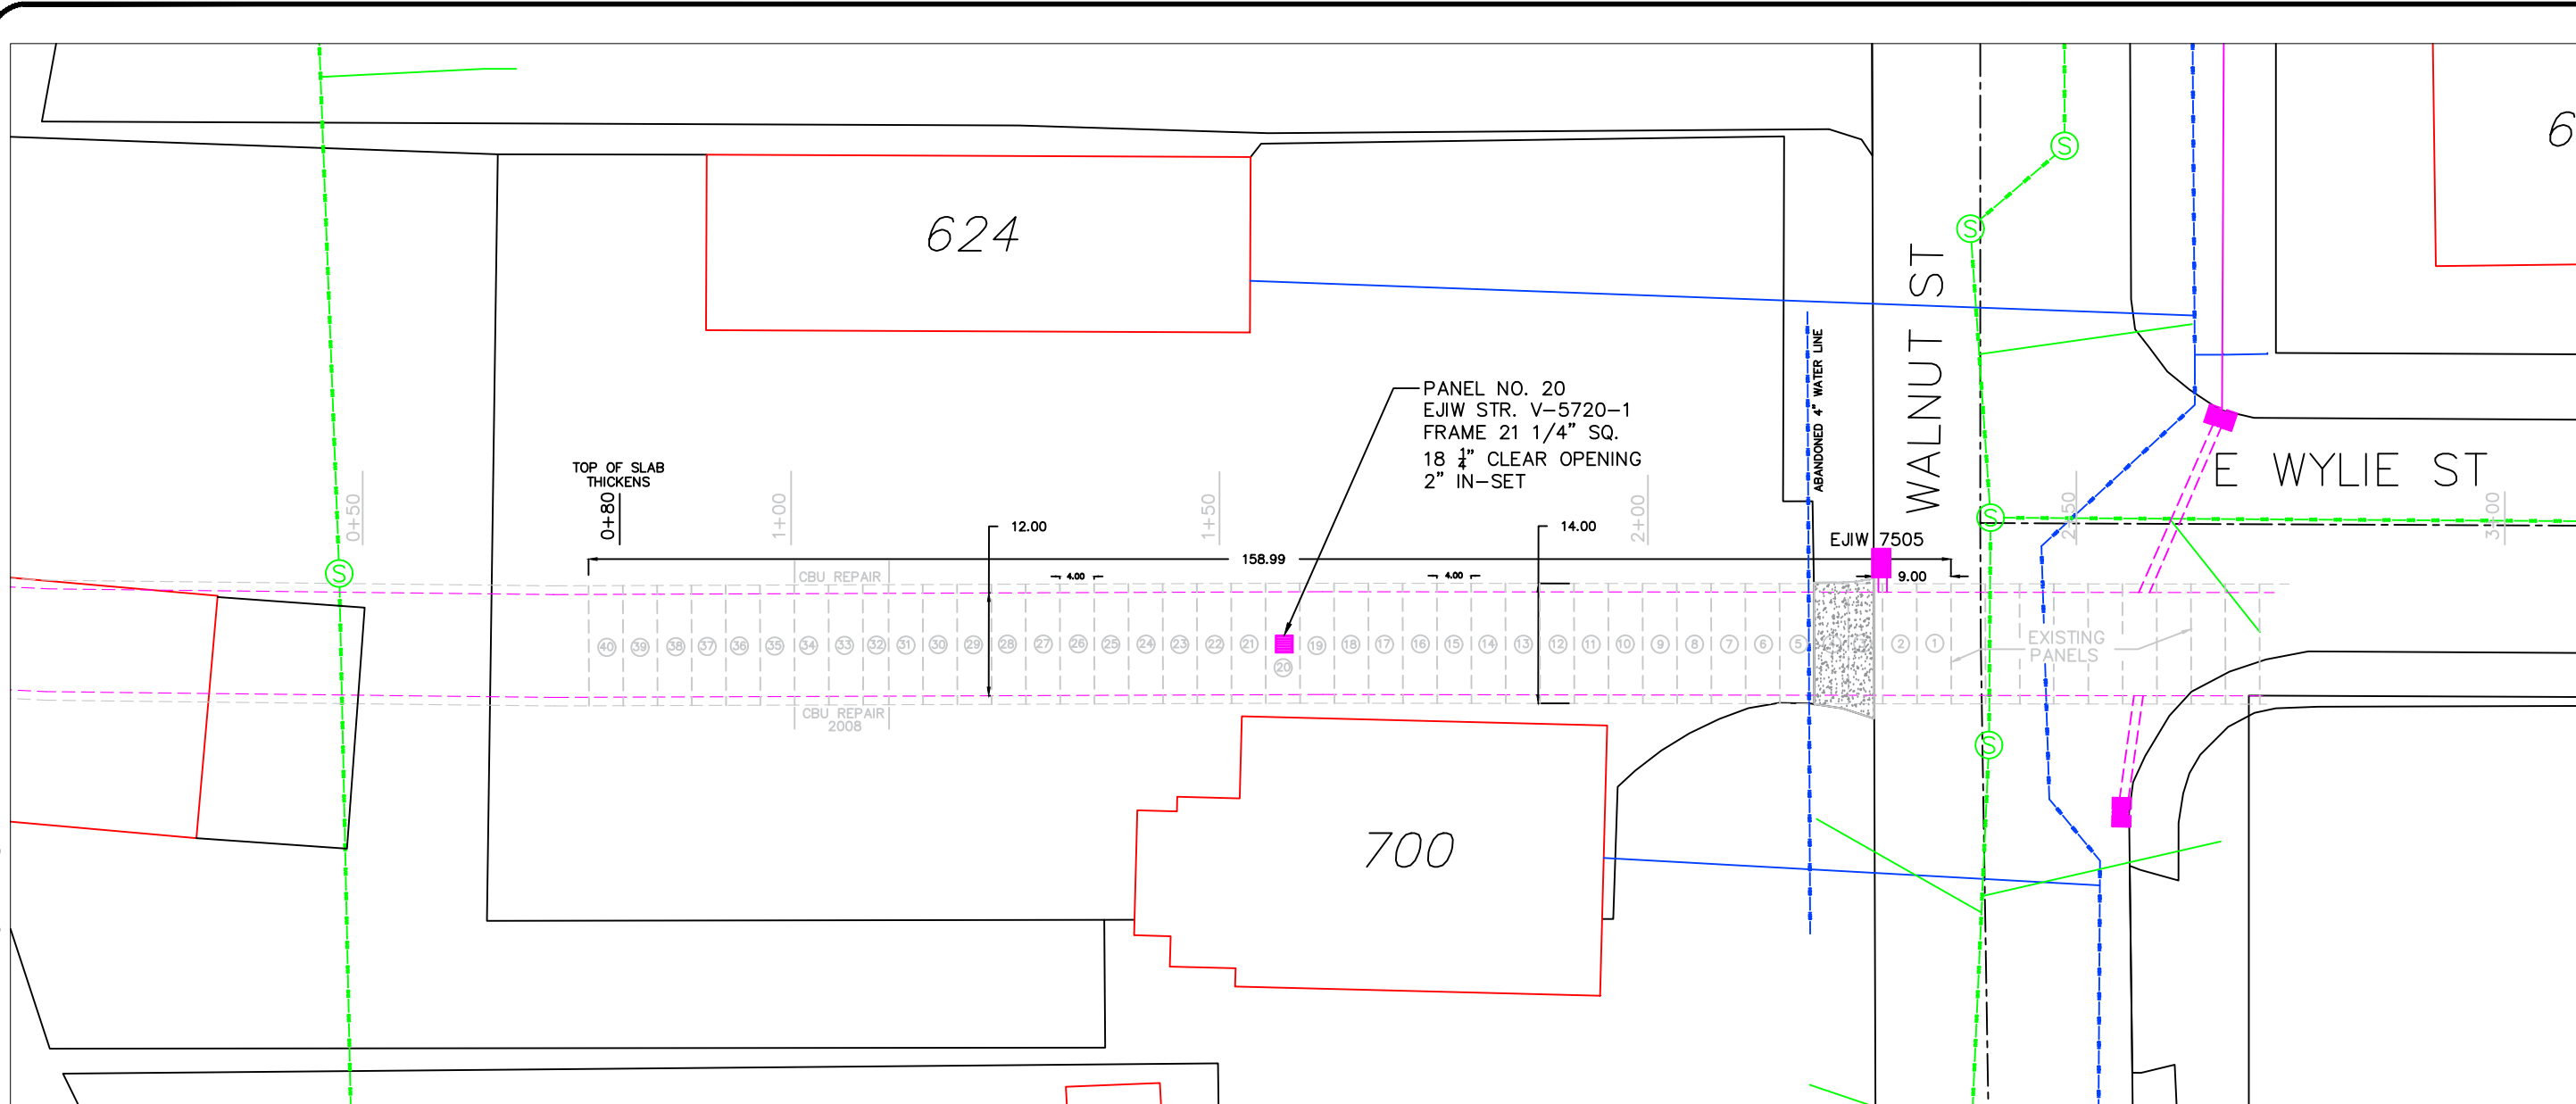 624
6
WALNUT ST
ABANDONED 4" WATER LINE
PANEL NO. 20
EJIW STR. V-5720-1
FRAME 21 1/4" SQ.
18 1/4" CLEAR OPENING
2" IN-SET
E WYLIE ST
TOP OF SLAB
THICKENS
0+50
0+80
1+00
1+50
2+00
2+50
3+00
12.00
14.00
EJIW 7505
158.99
CBU REPAIR
4.00
4.00
9.00
40 39 38 37 36 35 34 33 32 31 30 29 28 27 26 25 24 23 22 21 19 18 17 16 15 14 13 12 11 10 9 8 7 6 5 2 1
20
EXISTING
PANELS
CBU REPAIR
2008
700
S
S
S
S
S